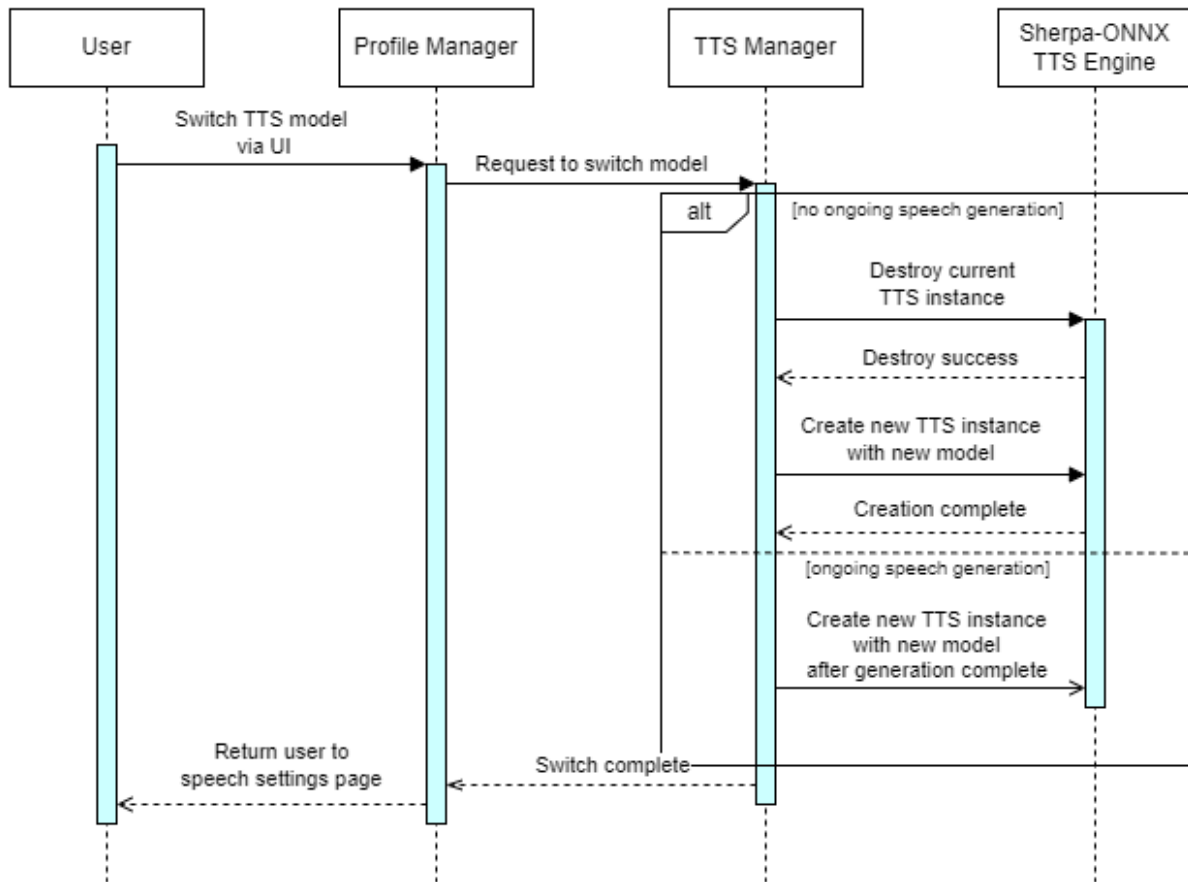 User
Profile Manager
TTS Manager
Sherpa-ONNX
TTS Engine
Switch TTS model
via UI
Request to switch model
alt
[no ongoing speech generation]
Destroy current
TTS instance
Destroy success
Create new TTS instance
with new model
Creation complete
[ongoing speech generation]
Create new TTS instance
with new model
after generation complete
Switch complete
Return user to
speech settings page